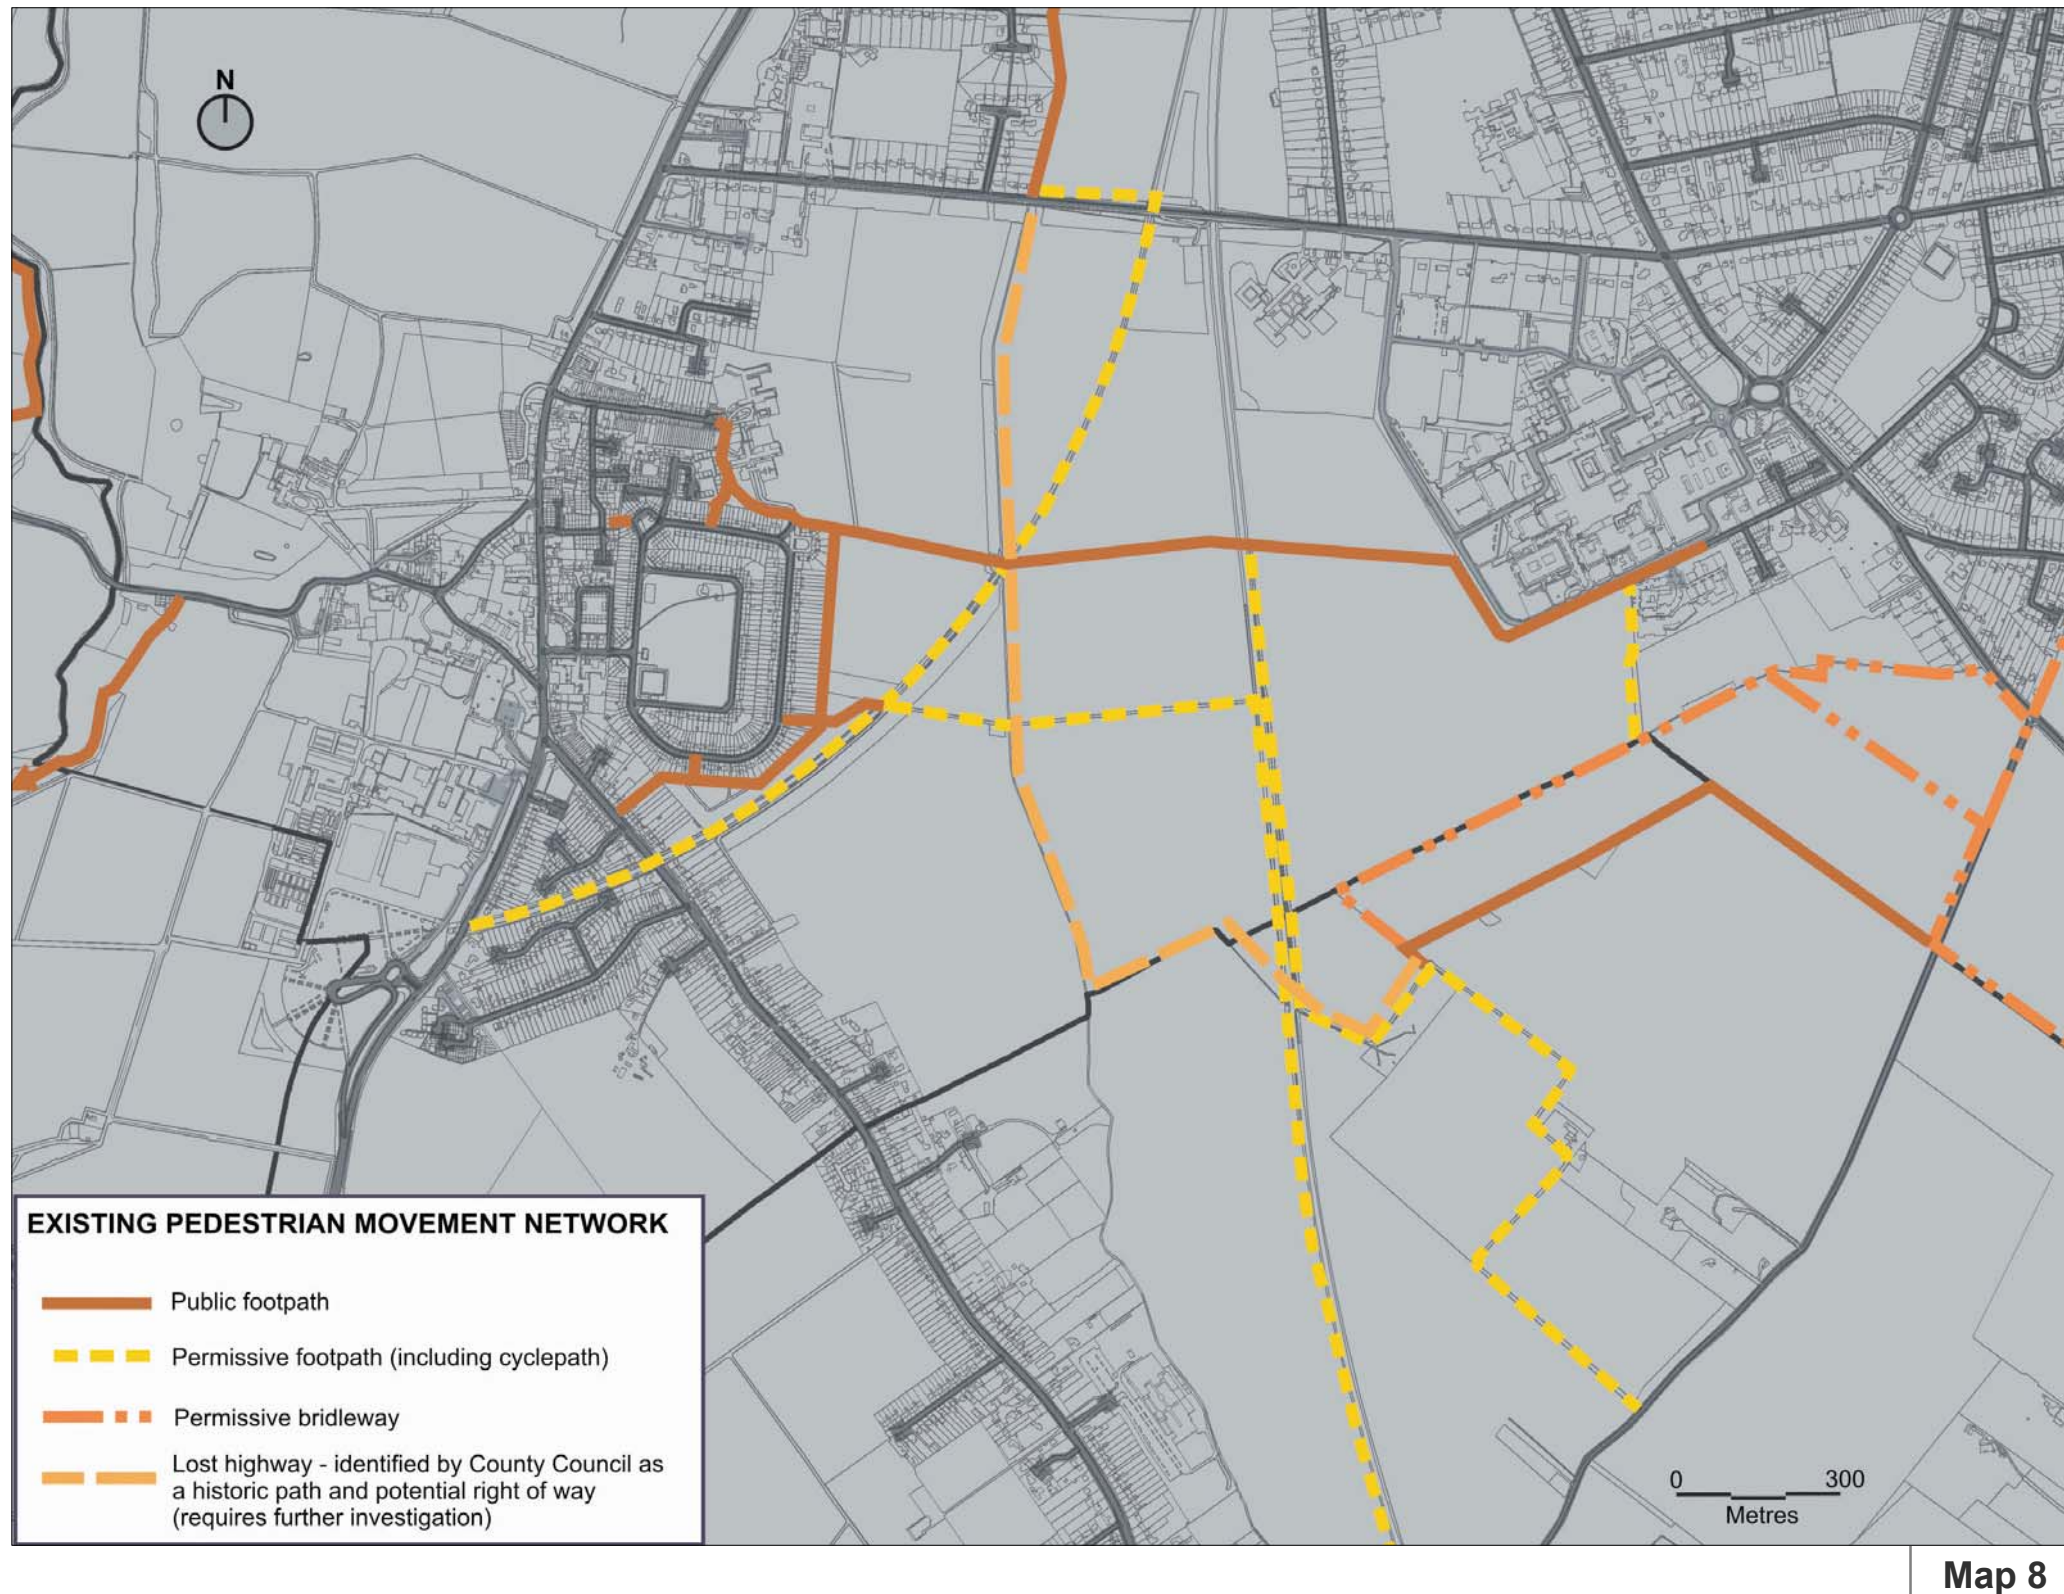 N
EXISTING PEDESTRIAN MOVEMENT NETWORK
Public footpath
Permissive footpath (including cyclepath)
Permissive bridleway
Lost highway - identified by County Council as
a historic path and potential right of way
(requires further investigation)
0 300
Metres
Map 8